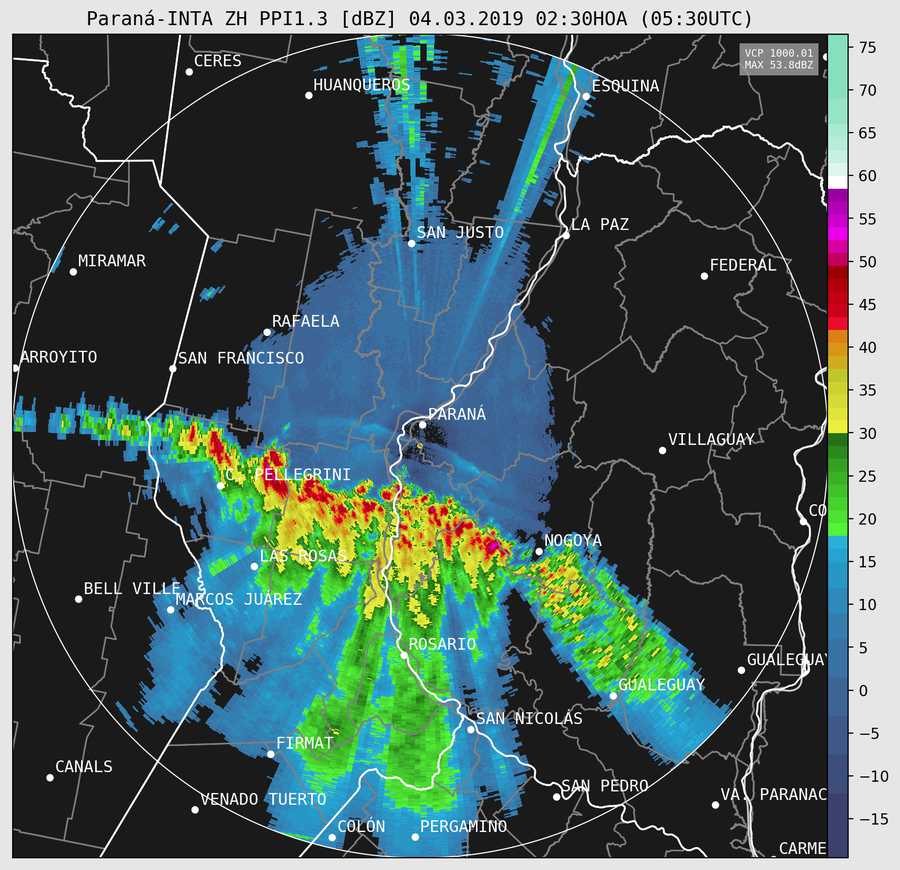 Paraná-INTA ZH PPI1.3 [dBZ] 04.03.2019 02:30HOA (05:30UTC)
VCP 1000.01
MAX 53.8dBZ
CERES
HUANQUEROS
ESQUINA
SAN JUSTO
LA PAZ
MIRAMAR
FEDERAL
RAFAELA
ARROYITO
SAN FRANCISCO
PARANÁ
VILLAGUAY
C. PELLEGRINI
CO
NOGOYA
LAS ROSAS
BELL VILLE
MARCOS JUÁREZ
ROSARIO
GUALEGUAY
GUALEGUAY
SAN NICOLÁS
FIRMAT
CANALS
SAN PEDRO
VENADO TUERTO
VA. PARANAC
COLÓN
PERGAMINO
CARME
75
70
65
60
55
50
45
40
35
30
25
20
15
10
5
0
−5
−10
−15